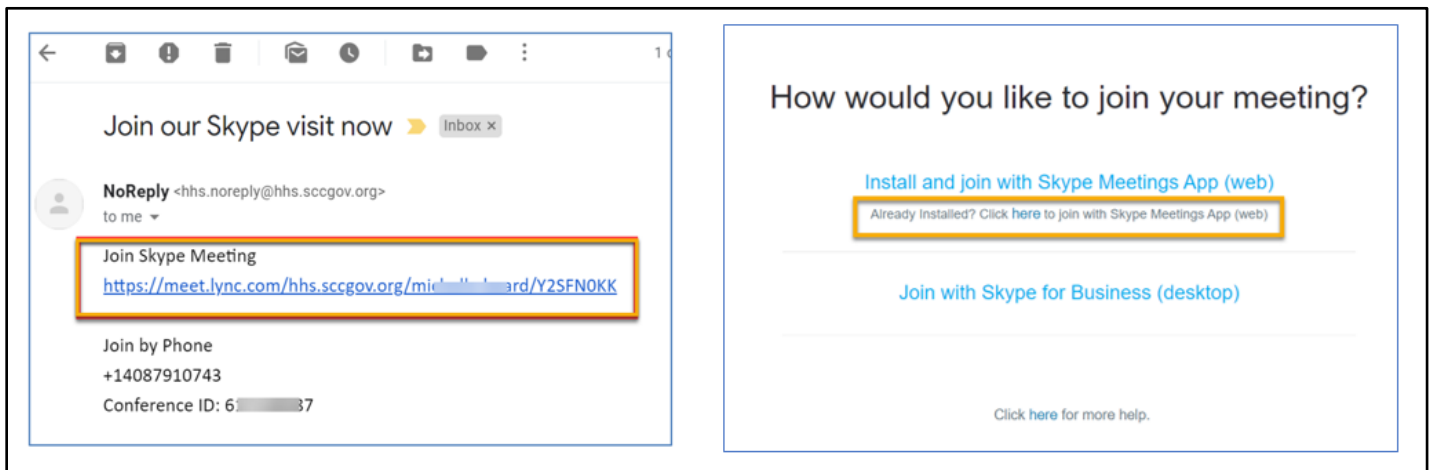 1
Join our Skype visit now Inbox ×
NoReply <hhs.noreply@hhs.sccgov.org>
to me
Join Skype Meeting
https://meet.lync.com/hhs.sccgov.org/mi ard/Y2SFN0KK
Join by Phone
+14087910743
Conference ID: 6 37
How would you like to join your meeting?
Install and join with Skype Meetings App (web)
Already Installed? Click here to join with Skype Meetings App (web)
Join with Skype for Business (desktop)
Click here for more help.